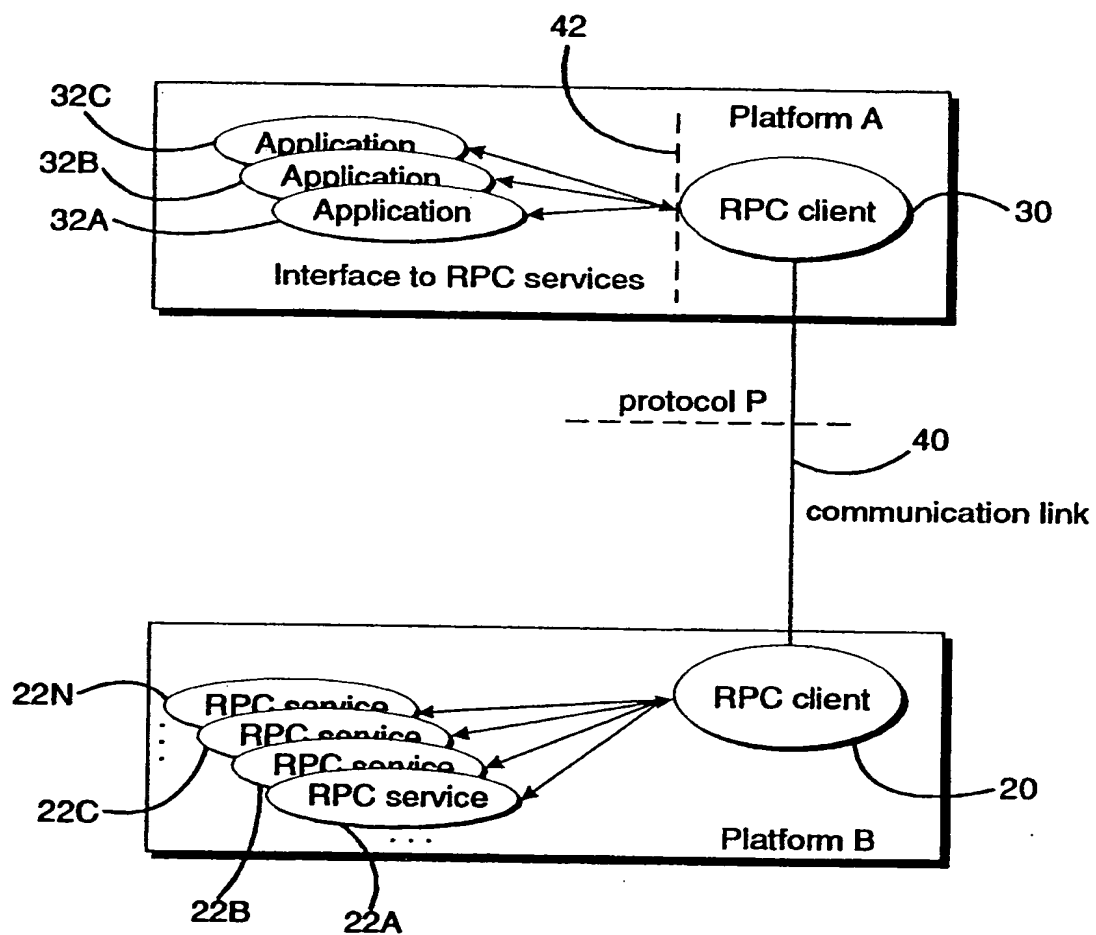 42
32C
Platform A
Application
32B
Application
32A
Application
RPC client
30
Interface to RPC services
protocol P
40
communication link
22N
RPC service
RPC client
RPC service
RPC service
22C
RPC service
20
. . .
Platform B
22B
22A